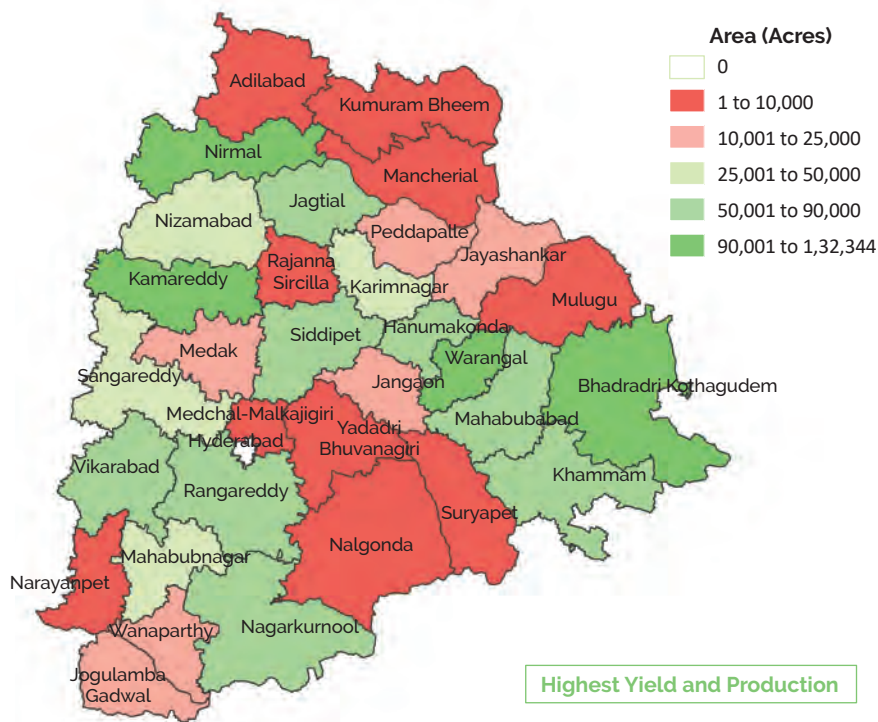 Area (Acres)
0
1 to 10,000
10,001 to 25,000
25,001 to 50,000
50,001 to 90,000
90,001 to 1,32,344
Adilabad
Kumuram Bheem
Nirmal
Mancherial
Jagtial
Nizamabad
Peddapalle
Jayashankar
Rajanna
Sircilla
Kamareddy
Karimnagar
Mulugu
Siddipet
Hanumakonda
Medak
Warangal
Sangareddy
Jangaon
Bhadradri Kothagudem
Medchal-Malkajigiri
Mahabubabad
Hyderabad
Yadadri
Bhuvanagiri
Vikarabad
Rangareddy
Khammam
Suryapet
Nalgonda
Mahabubnagar
Narayanpet
Wanaparthy
Nagarkurnool
Jogulamba
Gadwal
Highest Yield and Production